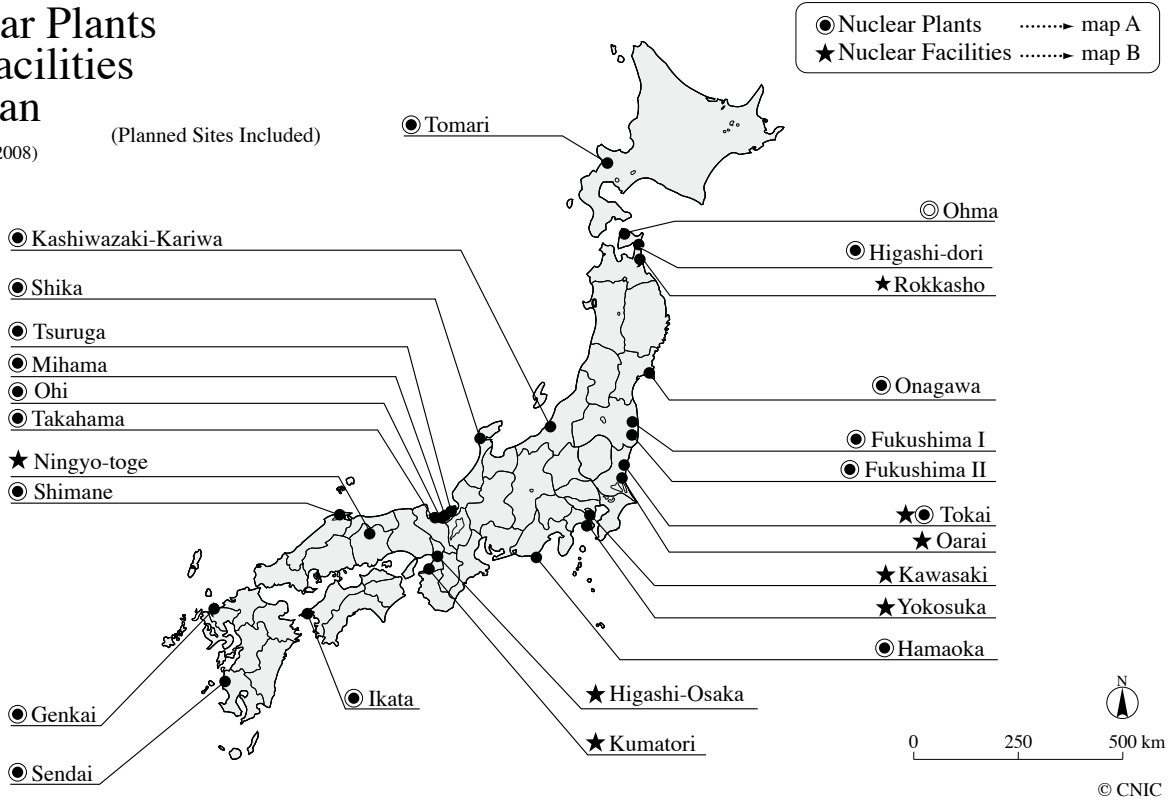 ar Plants
acilities
an
(Planned Sites Included)
2008)
Nuclear Plants map A
Nuclear Facilities map B
Tomari
Ohma
Kashiwazaki-Kariwa
Higashi-dori
Shika
Rokkasho
Tsuruga
Mihama
Ohi
Onagawa
Takahama
Fukushima I
Ningyo-toge
Fukushima II
Shimane
Tokai
Oarai
Kawasaki
Yokosuka
Hamaoka
Higashi-Osaka
Ikata
Genkai
Kumatori
Sendai
N
0 250 500 km
© CNIC